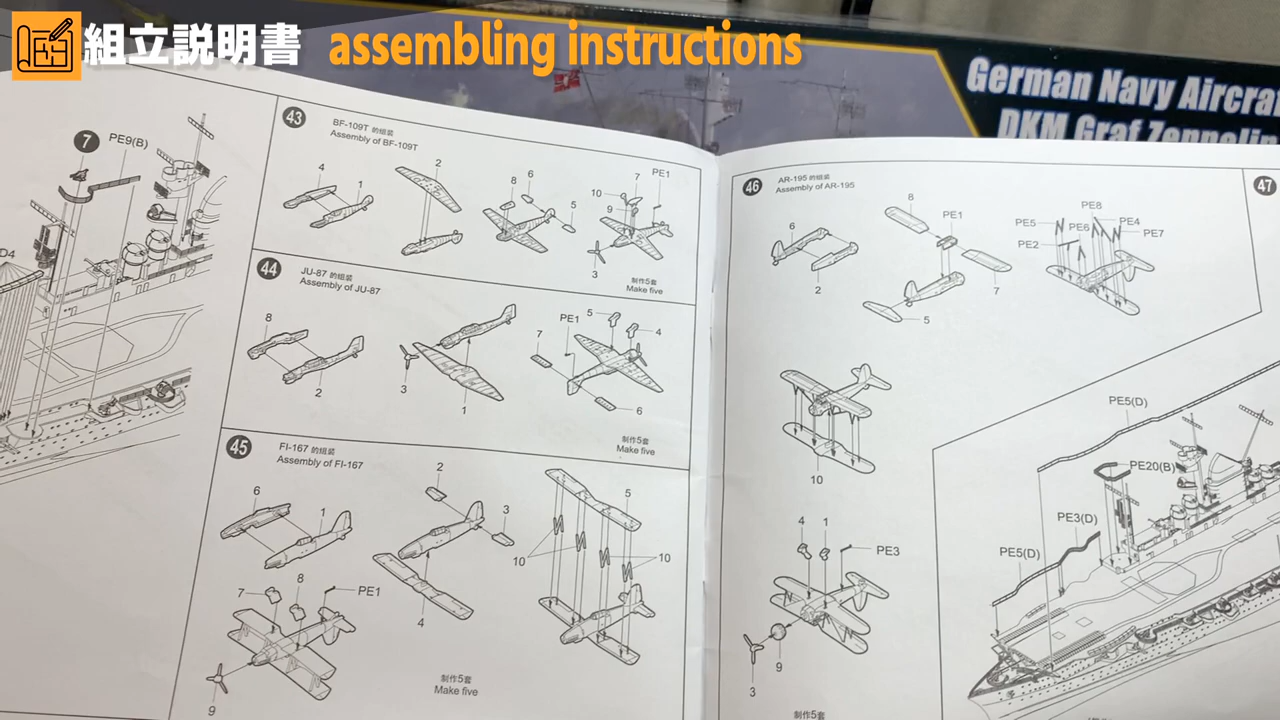 組立説明書 assembling instructions
German Navy Aircra
DKM Graf Zeppelin
7
PE9(B)
D4
43
BF-109T 的组装
Assembly of BF-109T
4
1
2
8
6
5
10
7
9
PE1
3
制作5套
Make five
44
JU-87 的组装
Assembly of JU-87
8
2
3
1
7
PE1
5
4
6
制作5套
Make five
45
FI-167 的组装
Assembly of FI-167
6
1
2
3
4
5
10
10
7
8
PE1
9
制作5套
Make five
46
AR-195 的组装
Assembly of AR-195
6
2
8
PE1
7
5
PE8
PE5
PE6
PE4
PE2
PE7
10
4
1
PE3
9
3
制作5套
47
PE5(D)
PE20(B)
PE3(D)
PE5(D)